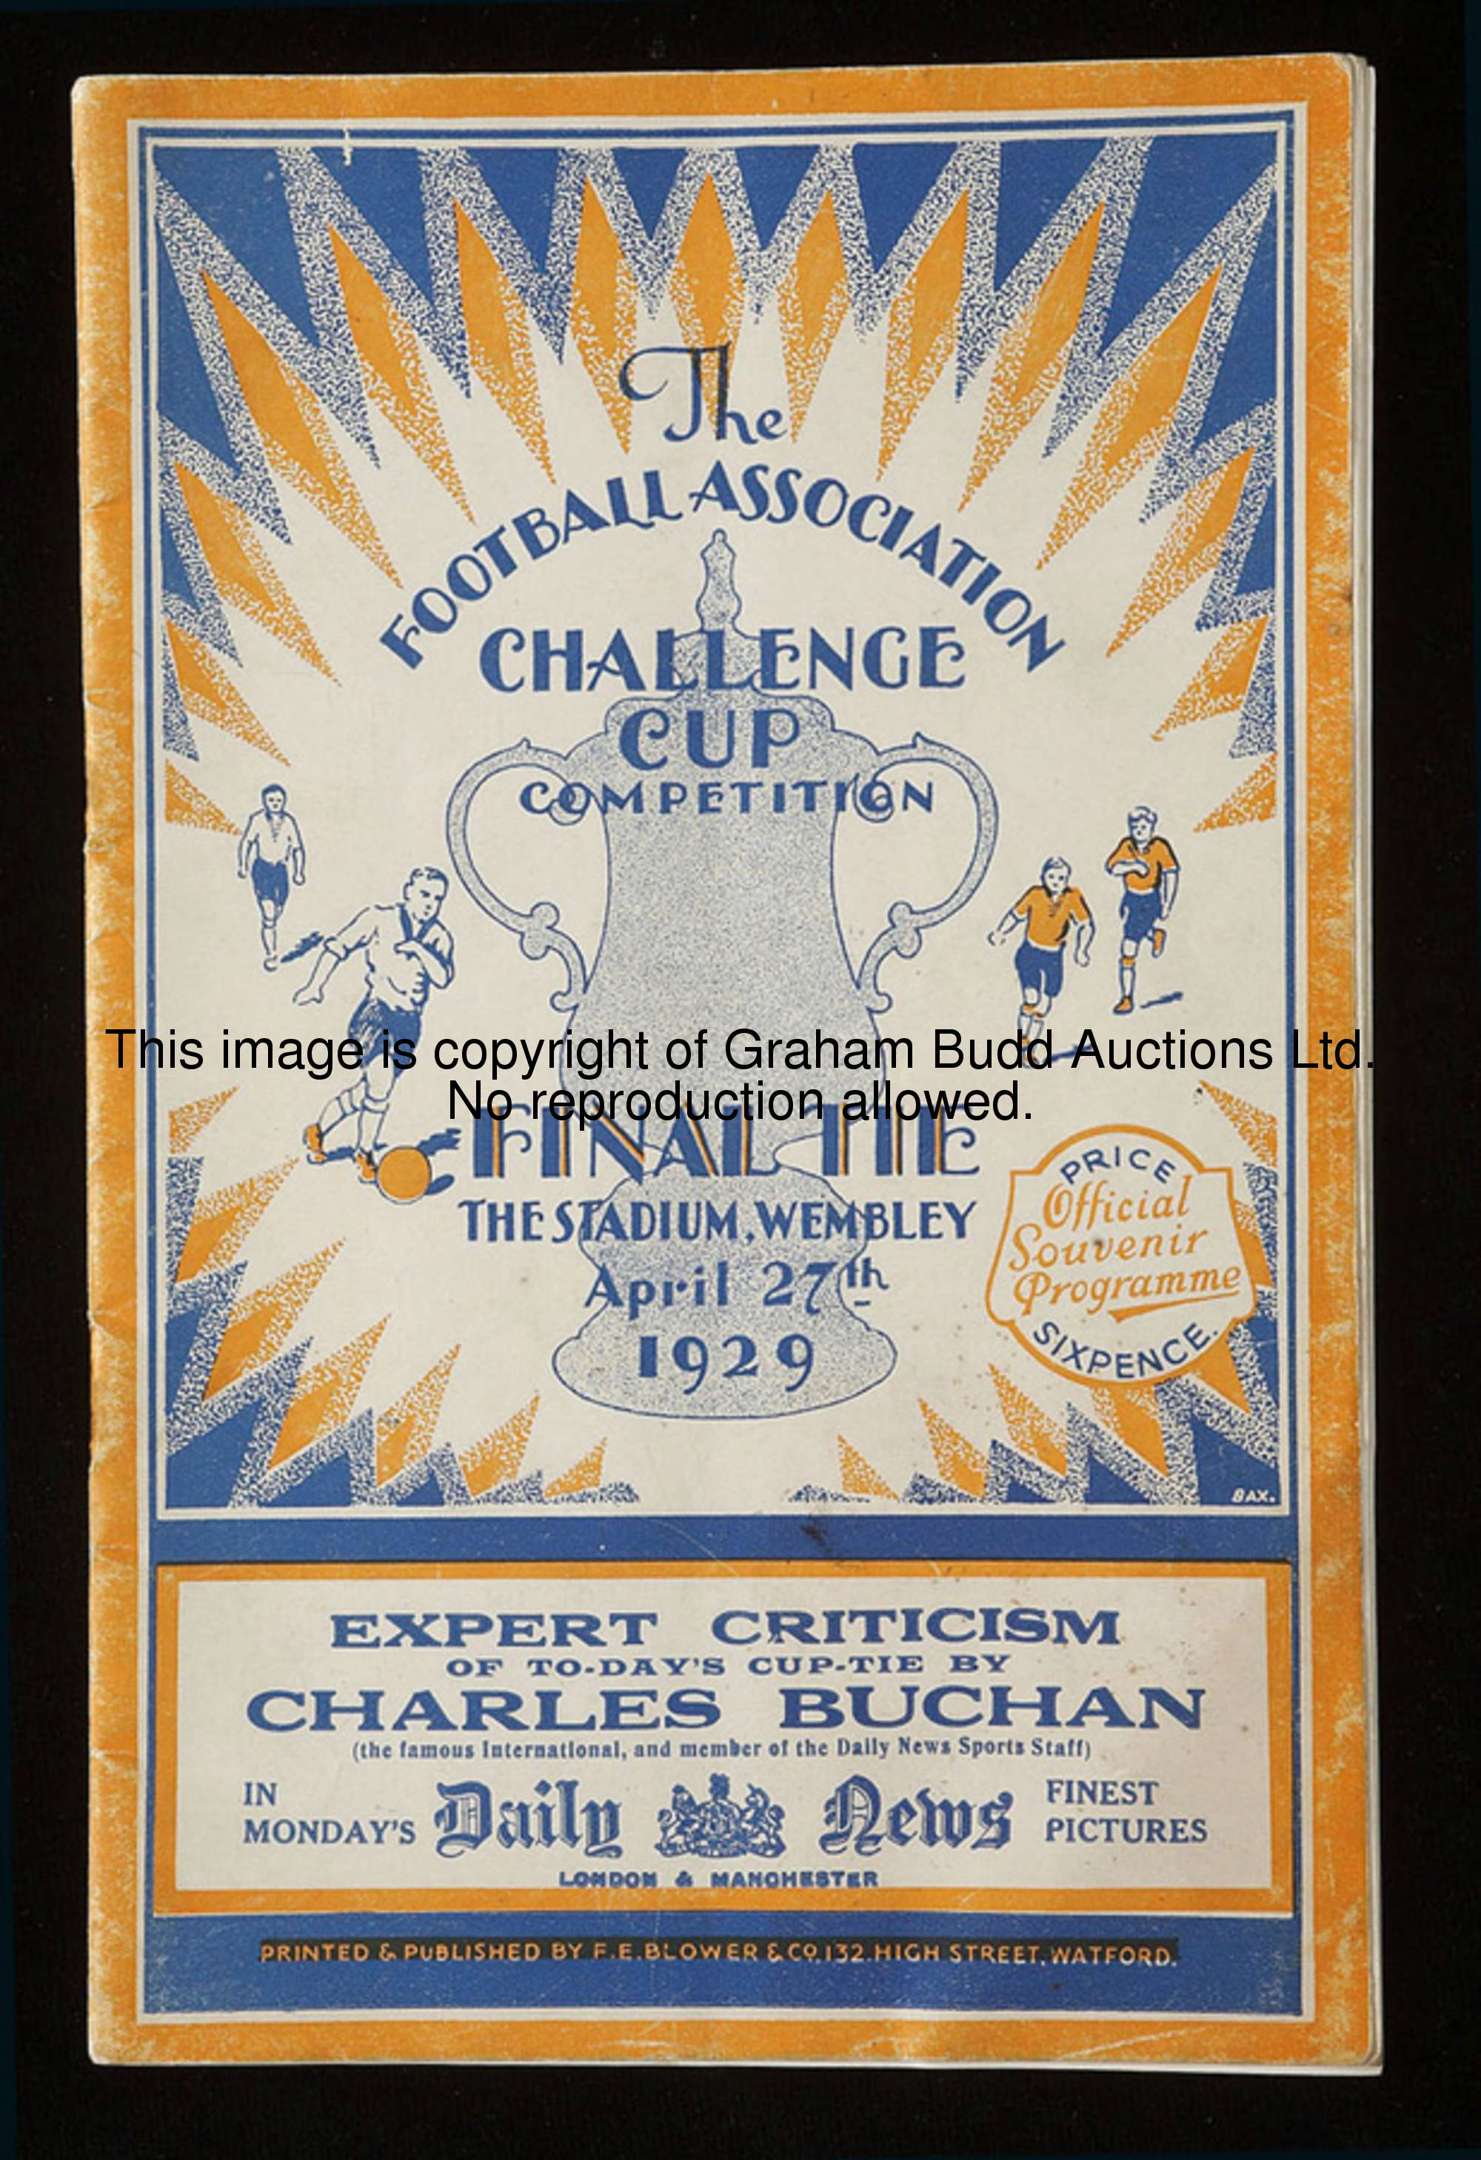 The
FOOTBALL ASSOCIATION
CHALLENGE
CUP
COMPETITION
This image is copyright of Graham Budd Auctions Ltd.
No reproduction allowed.
FINAL TIE
THE STADIUM, WEMBLEY
April 27th
1929
PRICE
Official
Souvenir
Programme
SIXPENCE.
BAX.
EXPERT CRITICISM
OF TO-DAY'S CUP-TIE BY
CHARLES BUCHAN
(the famous International, and member of the Daily News Sports Staff)
IN MONDAY'S
Daily News
FINEST PICTURES
LONDON & MANCHESTER
PRINTED & PUBLISHED BY F.E.BLOWER & CO. 132. HIGH STREET, WATFORD.